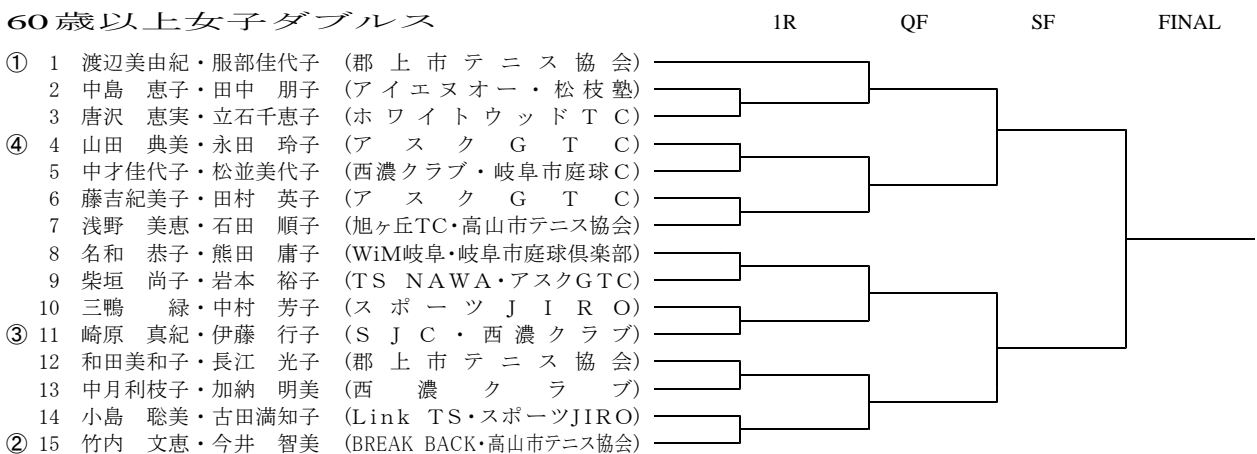 60歳以上女子ダブルス 1R QF SF FINAL
① 1 渡辺美由紀・服部佳代子 (郡上市テニス協会)
2 中島 恵子・田中 朋子 (アイエヌオー・松枝塾)
3 唐沢 恵実・立石千恵子 (ホワイトウッドTC)
④ 4 山田 典美・永田 玲子 (アスクGTC)
5 中才佳代子・松並美代子 (西濃クラブ・岐阜市庭球C)
6 藤吉紀美子・田村 英子 (アスクGTC)
7 浅野 美恵・石田 順子 (旭ヶ丘TC・高山市テニス協会)
8 名和 恭子・熊田 庸子 (WiM岐阜・岐阜市庭球倶楽部)
9 柴垣 尚子・岩本 裕子 (TS NAWA・アスクGTC)
10 三鴨 緑・中村 芳子 (スポーツJIRO)
③ 11 崎原 真紀・伊藤 行子 (SJC・西濃クラブ)
12 和田美和子・長江 光子 (郡上市テニス協会)
13 中月利枝子・加納 明美 (西濃クラブ)
14 小島 聡美・古田満知子 (Link TS・スポーツJIRO)
② 15 竹内 文恵・今井 智美 (BREAK BACK・高山市テニス協会)